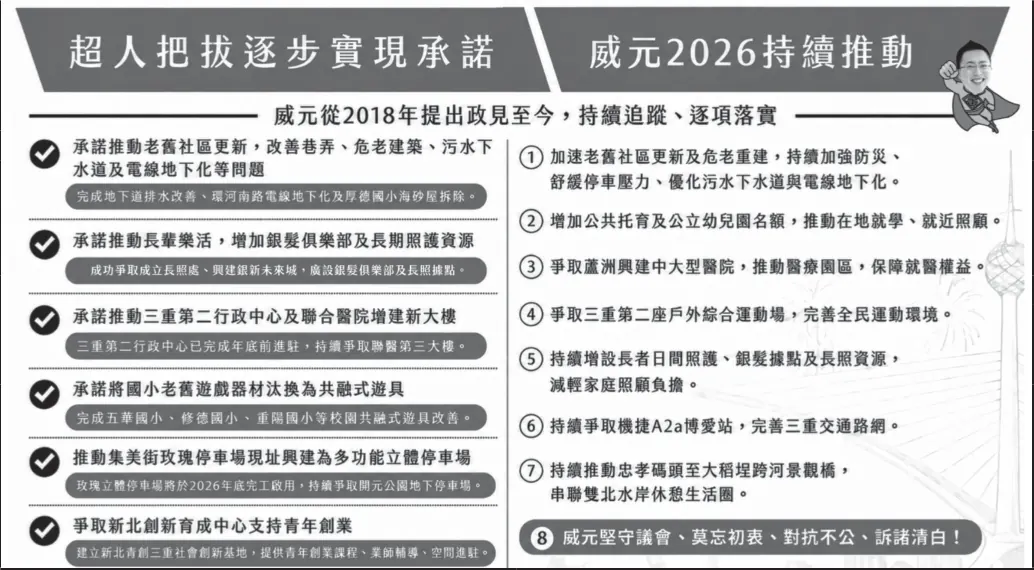 超人把拔逐步實現承諾
威元2026持續推動
威元從2018年提出政見至今，持續追蹤、逐項落實
承諾推動老舊社區更新，改善巷弄、危老建築、污水下
水道及電線地下化等問題
完成地下道排水改善、環河南路電線地下化及厚德國小海砂屋拆除。
承諾推動長輩樂活，增加銀髮俱樂部及長期照護資源
成功爭取成立長照處、興建銀新未來城，廣設銀髮俱樂部及長照據點。
承諾推動三重第二行政中心及聯合醫院增建新大樓
三重第二行政中心已完成年底前進駐，持續爭取聯醫第三大樓。
承諾將國小老舊遊戲器材汰換為共融式遊具
完成五華國小、修德國小、重陽國小等校園共融式遊具改善。
推動集美街玫瑰停車場現址興建為多功能立體停車場
玫瑰立體停車場將於2026年底完工啟用，持續爭取開元公園地下停車場。
爭取新北創新育成中心支持青年創業
建立新北青創三重社會創新基地，提供青年創業課程、業師輔導、空間進駐。
① 加速老舊社區更新及危老重建，持續加強防災、
舒緩停車壓力、優化污水下水道與電線地下化。
② 增加公共托育及公立幼兒園名額，推動在地就學、就近照顧。
③ 爭取蘆洲興建中大型醫院，推動醫療園區，保障就醫權益。
④ 爭取三重第二座戶外綜合運動場，完善全民運動環境。
⑤ 持續增設長者日間照護、銀髮據點及長照資源，
減輕家庭照顧負擔。
⑥ 持續爭取機捷A2a博愛站，完善三重交通路網。
⑦ 持續推動忠孝碼頭至大稻埕跨河景觀橋，
串聯雙北水岸休憩生活圈。
❽ 威元堅守議會、莫忘初衷、對抗不公、訴諸清白！